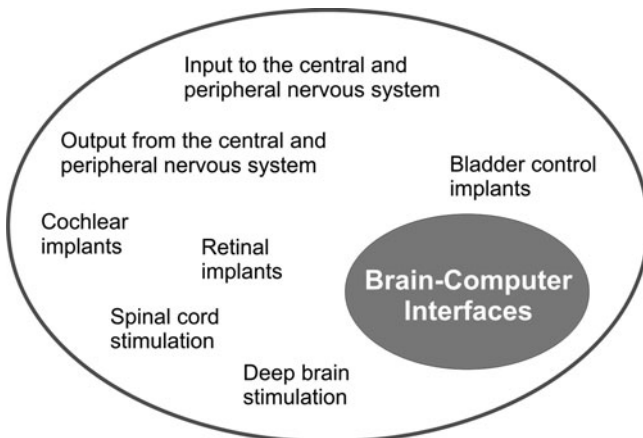 Input to the central and
peripheral nervous system
Output from the central and
peripheral nervous system
Bladder control
implants
Cochlear
implants
Retinal
implants
Brain-Computer
Interfaces
Spinal cord
stimulation
Deep brain
stimulation